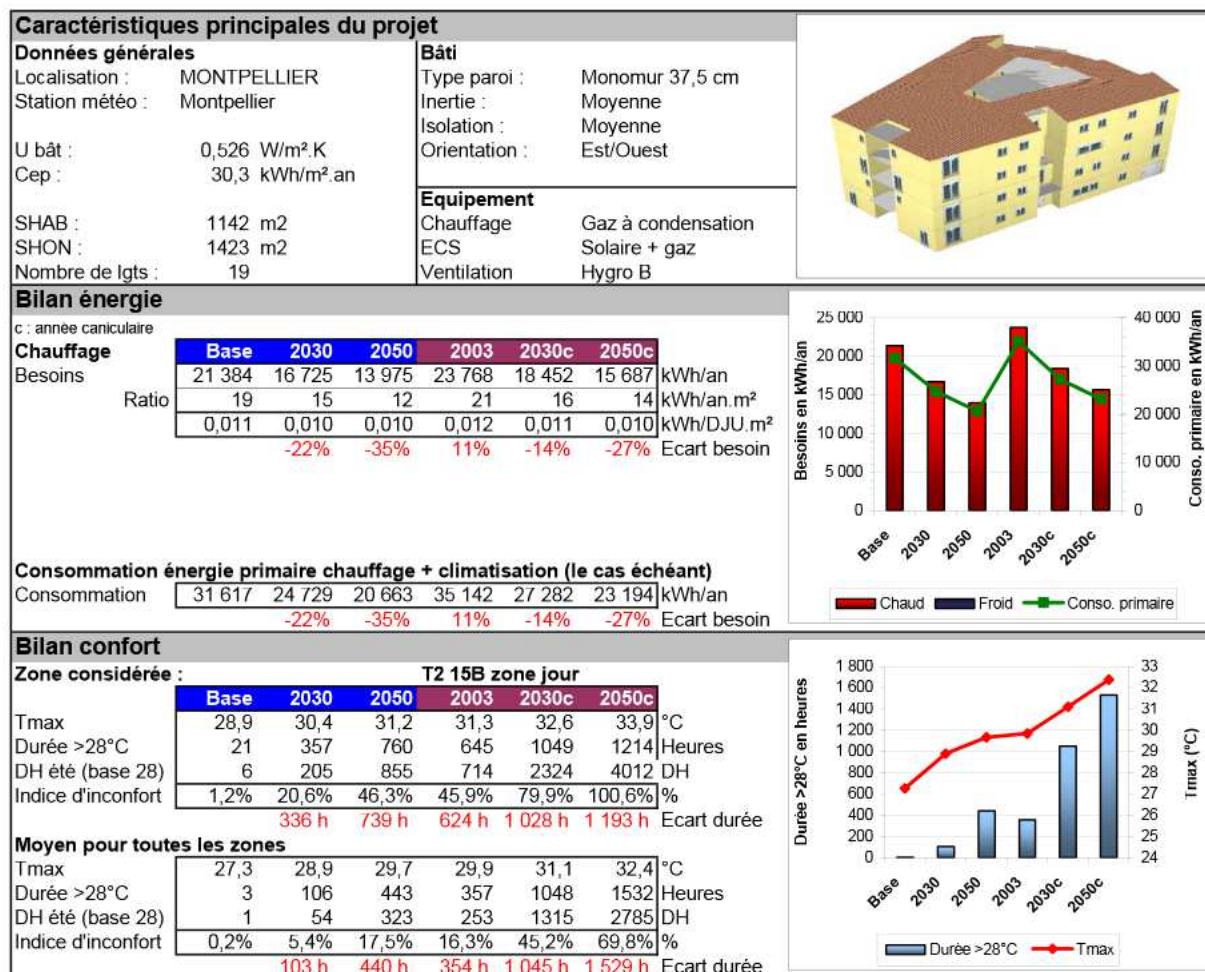 Caractéristiques principales du projet
Données générales
Localisation : MONTPELLIER
Station météo : Montpellier
U bât : 0,526 W/m².K
Cep : 30,3 kWh/m².an
SHAB : 1142 m2
SHON : 1423 m2
Nombre de lgts : 19
Bâti
Type paroi : Monomur 37,5 cm
Inertie : Moyenne
Isolation : Moyenne
Orientation : Est/Ouest
Equipement
Chauffage Gaz à condensation
ECS Solaire + gaz
Ventilation Hygro B
Bilan énergie
c : année caniculaire
Chauffage Base 2030 2050 2003 2030c 2050c
Besoins 21 384 16 725 13 975 23 768 18 452 15 687 kWh/an
Ratio 19 15 12 21 16 14 kWh/an.m²
0,011 0,010 0,010 0,012 0,011 0,010 kWh/DJU.m²
-22% -35% 11% -14% -27% Ecart besoin
Consommation énergie primaire chauffage + climatisation (le cas échéant)
Consommation 31 617 24 729 20 663 35 142 27 282 23 194 kWh/an
-22% -35% 11% -14% -27% Ecart besoin
Besoins en kWh/an
25 000
20 000
15 000
10 000
5 000
0
40 000
30 000
20 000
10 000
0
Conso. primaire en kWh/an
Base 2030 2050 2003 2030c 2050c
Chaud Froid Conso. primaire
Bilan confort
Zone considérée : T2 15B zone jour
Base 2030 2050 2003 2030c 2050c
Tmax 28,9 30,4 31,2 31,3 32,6 33,9 °C
Durée >28°C 21 357 760 645 1049 1214 Heures
DH été (base 28) 6 205 855 714 2324 4012 DH
Indice d'inconfort 1,2% 20,6% 46,3% 45,9% 79,9% 100,6% %
336 h 739 h 624 h 1 028 h 1 193 h Ecart durée
Moyen pour toutes les zones
Tmax 27,3 28,9 29,7 29,9 31,1 32,4 °C
Durée >28°C 3 106 443 357 1048 1532 Heures
DH été (base 28) 1 54 323 253 1315 2785 DH
Indice d'inconfort 0,2% 5,4% 17,5% 16,3% 45,2% 69,8% %
103 h 440 h 354 h 1 045 h 1 529 h Ecart durée
Durée >28°C en heures
1 800
1 600
1 400
1 200
1 000
800
600
400
200
0
33
32
31
30
29
28
27
26
25
24
Tmax (°C)
Base 2030 2050 2003 2030c 2050c
Durée >28°C Tmax